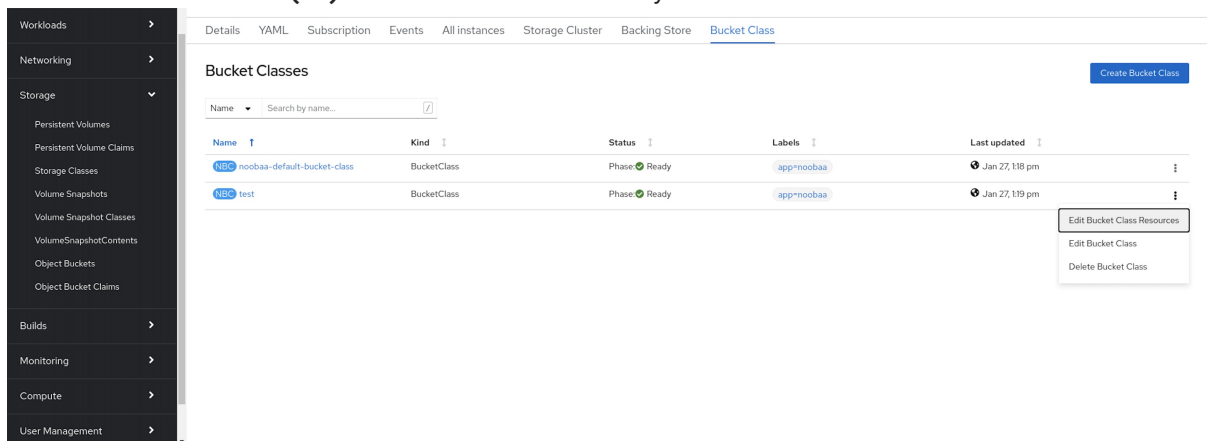 Workloads
Networking
Storage
Persistent Volumes
Persistent Volume Claims
Storage Classes
Volume Snapshots
Volume Snapshot Classes
VolumeSnapshotContents
Object Buckets
Object Bucket Claims
Builds
Monitoring
Compute
User Management
Details YAML Subscription Events All instances Storage Cluster Backing Store Bucket Class
Bucket Classes
Create Bucket Class
Name Search by name... /
Name Kind Status Labels Last updated
NBC noobaa-default-bucket-class BucketClass Phase: Ready app=noobaa Jan 27, 1:18 pm
NBC test BucketClass Phase: Ready app=noobaa Jan 27, 1:19 pm
Edit Bucket Class Resources
Edit Bucket Class
Delete Bucket Class